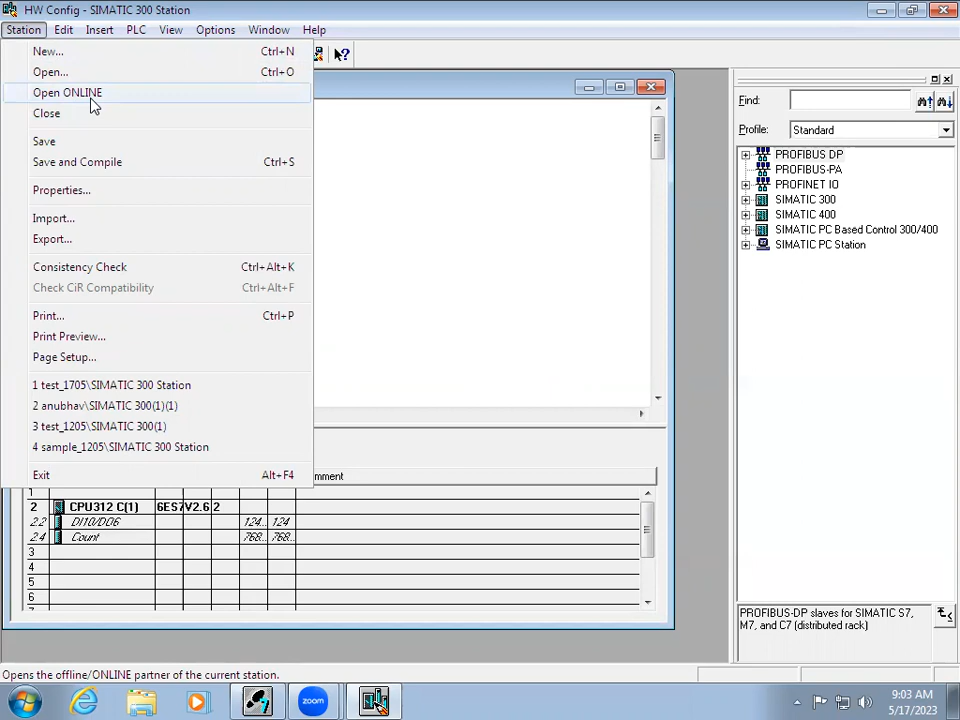 HW Config - SIMATIC 300 Station
Station Edit Insert PLC View Options Window Help
New... Ctrl+N
Open... Ctrl+O
Open ONLINE
Close
Save
Save and Compile Ctrl+S
Properties...
Import...
Export...
Consistency Check Ctrl+Alt+K
Check CiR Compatibility Ctrl+Alt+F
Print... Ctrl+P
Print Preview...
Page Setup...
1 test_1705\SIMATIC 300 Station
2 anubhav\SIMATIC 300(1)(1)
3 test_1205\SIMATIC 300(1)
4 sample_1205\SIMATIC 300 Station
Exit Alt+F4
mment
1
2 CPU312 C(1) 6ES7 V2.6 2
2.2 DI10/DO6 124... 124
2.4 Count 768... 768...
3
4
5
6
7
Find:
Profile: Standard
PROFIBUS DP
PROFIBUS-PA
PROFINET IO
SIMATIC 300
SIMATIC 400
SIMATIC PC Based Control 300/400
SIMATIC PC Station
PROFIBUS-DP slaves for SIMATIC S7,
M7, and C7 (distributed rack)
Opens the offline/ONLINE partner of the current station.
zoom
9:03 AM
5/17/2023